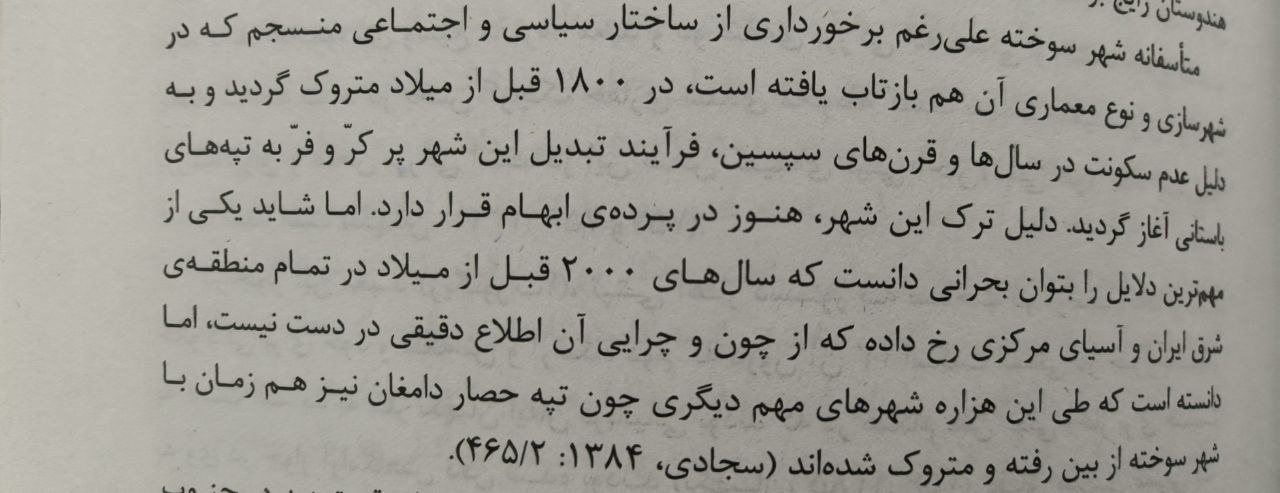 هندوستان رایج
متأسفانه شهر سوخته علی‌رغم برخورداری از ساختار سیاسی و اجتماعی منسجم که در
شهرسازی و نوع معماری آن هم بازتاب یافته است، در ۱۸۰۰ قبل از میلاد متروک گردید و به
دلیل عدم سکونت در سال‌ها و قرن‌های سپسین، فرآیند تبدیل این شهر پر کرّ و فرّ به تپه‌های
باستانی آغاز گردید. دلیل ترک این شهر، هنوز در پرده‌ی ابهام قرار دارد. اما شاید یکی از
مهم‌ترین دلایل را بتوان بحرانی دانست که سال‌های ۲۰۰۰ قبل از میلاد در تمام منطقه‌ی
شرق ایران و آسیای مرکزی رخ داده که از چون و چرایی آن اطلاع دقیقی در دست نیست، اما
دانسته است که طی این هزاره شهرهای مهم دیگری چون تپه حصار دامغان نیز هم زمان با
شهر سوخته از بین رفته و متروک شده‌اند (سجادی، ۱۳۸۴: ۴۶۵/۲).